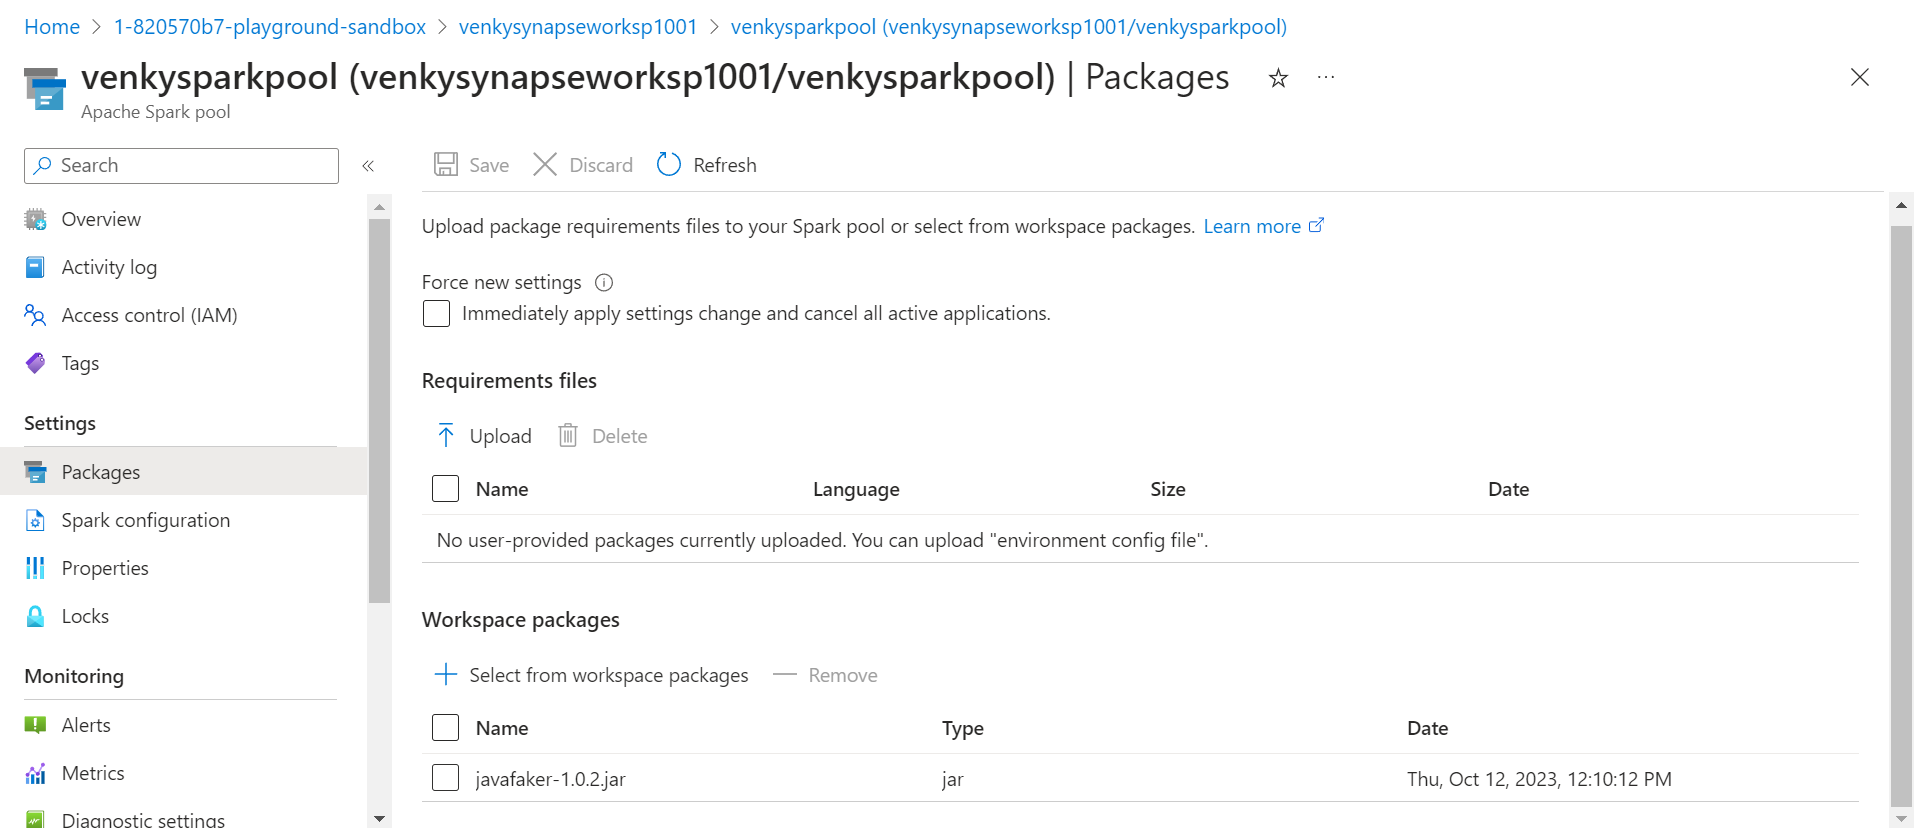 Home > 1-820570b7-playground-sandbox > venkysynapseworksp1001 > venkysparkpool (venkysynapseworksp1001/venkysparkpool)
venkysparkpool (venkysynapseworksp1001/venkysparkpool) | Packages
Apache Spark pool
Search
Overview
Activity log
Access control (IAM)
Tags
Settings
Packages
Spark configuration
Properties
Locks
Monitoring
Alerts
Metrics
Diagnostic settings
Save Discard Refresh
Upload package requirements files to your Spark pool or select from workspace packages. Learn more
Force new settings
Immediately apply settings change and cancel all active applications.
Requirements files
Upload Delete
Name Language Size Date
No user-provided packages currently uploaded. You can upload "environment config file".
Workspace packages
Select from workspace packages Remove
Name Type Date
javafaker-1.0.2.jar jar Thu, Oct 12, 2023, 12:10:12 PM